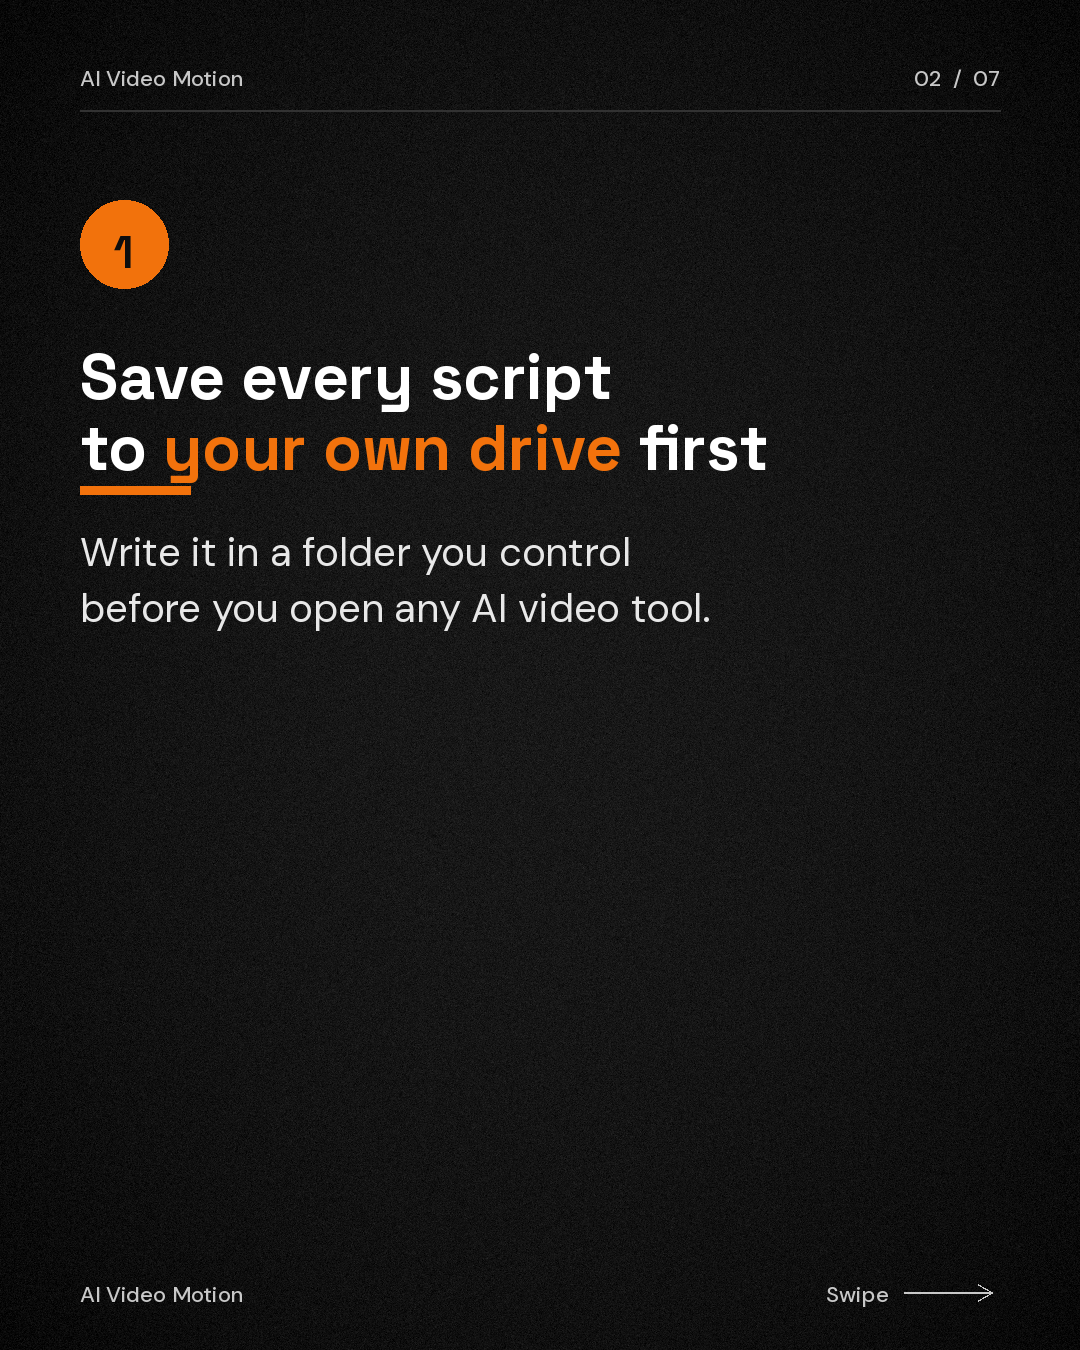 AI Video Motion
02 / 07
1
Save every script
to your own drive first
Write it in a folder you control
before you open any AI video tool.
AI Video Motion
Swipe